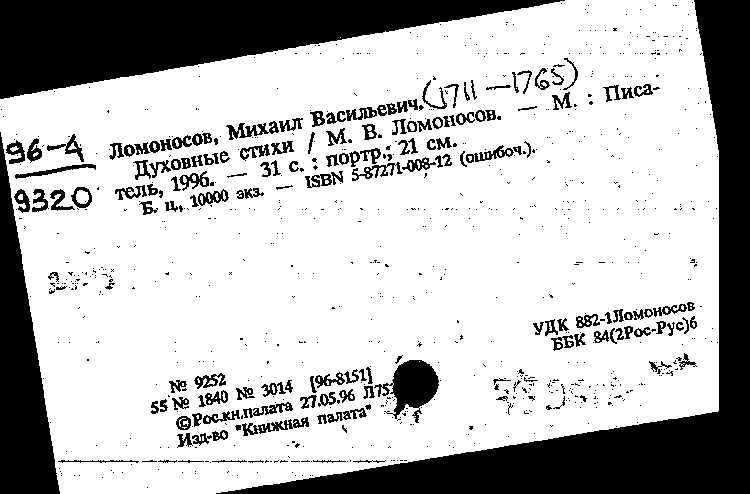 96-4
9320
Ломоносов, Михаил Васильевич. (1711 — 1765)
Духовные стихи / М. В. Ломоносов. — М. : Писа-
тель, 1996. — 31 с. : портр.; 21 см.
Б. ц., 10000 экз. — ISBN 5-87271-008-12 (ошибоч.).
УДК 882-1Ломоносов
ББК 84(2Рос-Рус)6
№ 9252
55 № 1840 № 3014 [96-8151]
©Рос.кн.палата 27.05.96 Л75
Изд-во "Книжная палата"